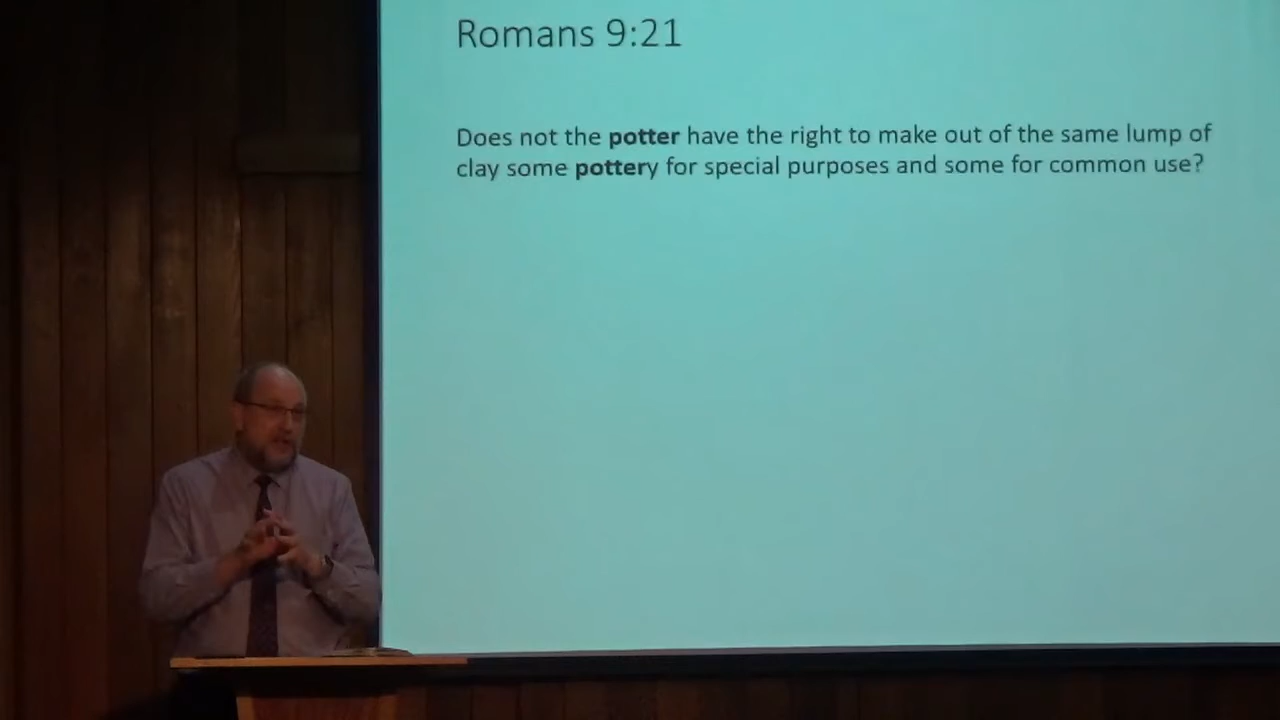 Romans 9:21
Does not the potter have the right to make out of the same lump of
clay some pottery for special purposes and some for common use?